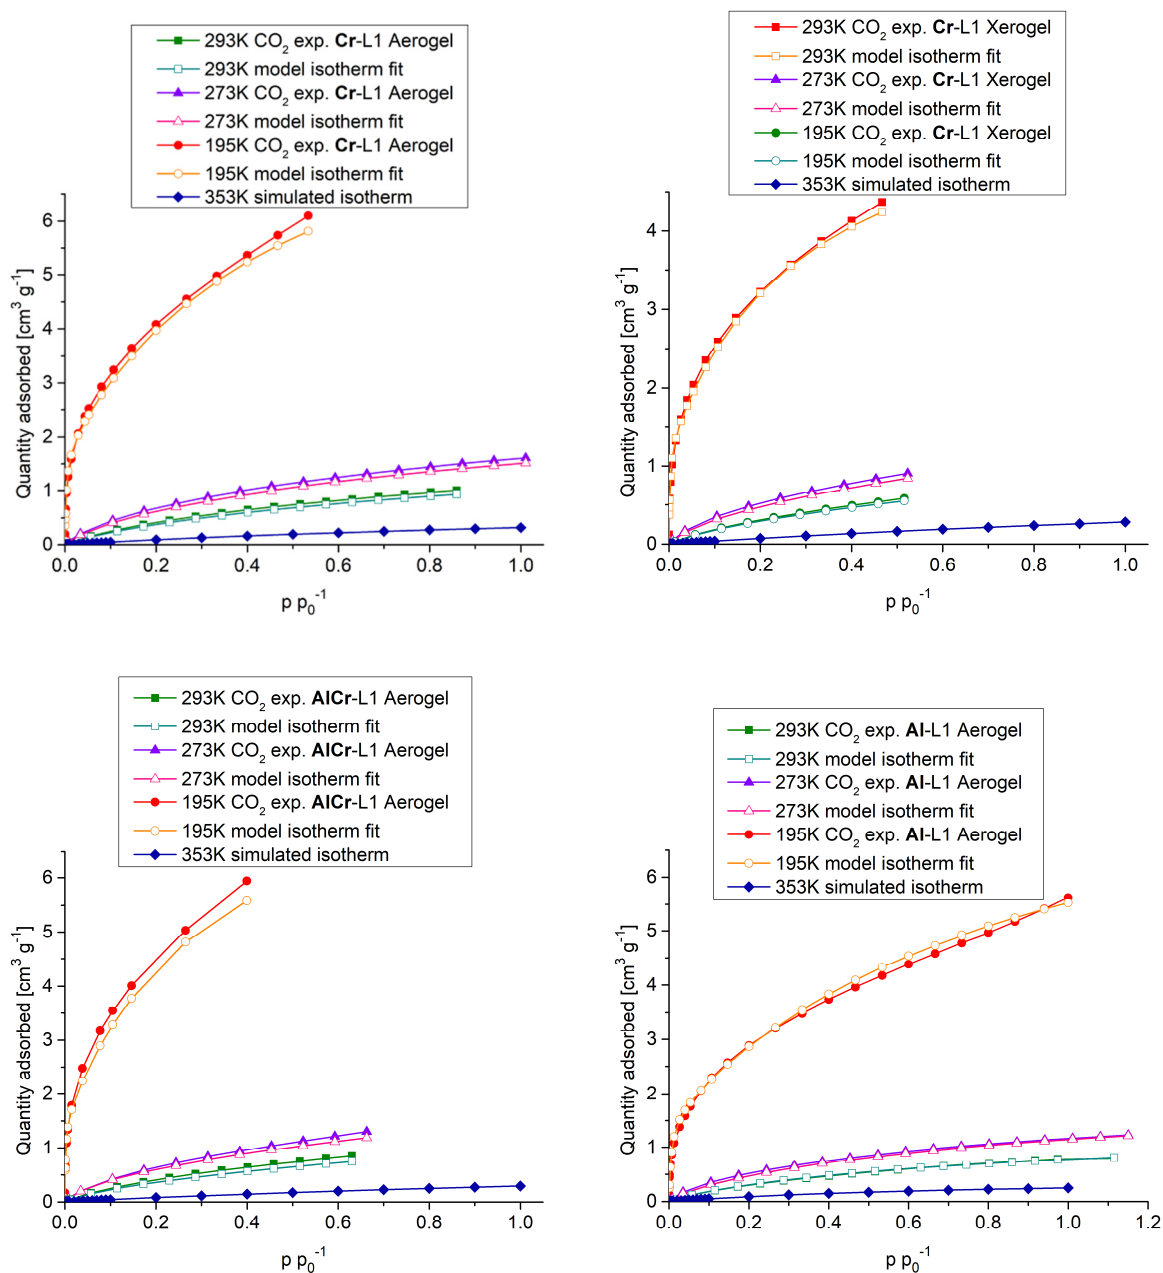 293K CO2 exp. Cr-L1 Aerogel
293K model isotherm fit
273K CO2 exp. Cr-L1 Aerogel
273K model isotherm fit
195K CO2 exp. Cr-L1 Aerogel
195K model isotherm fit
353K simulated isotherm
Quantity adsorbed [cm3 g-1]
6
5
4
3
2
1
0
0.0 0.2 0.4 0.6 0.8 1.0
p p0-1
293K CO2 exp. Cr-L1 Xerogel
293K model isotherm fit
273K CO2 exp. Cr-L1 Xerogel
273K model isotherm fit
195K CO2 exp. Cr-L1 Xerogel
195K model isotherm fit
353K simulated isotherm
Quantity adsorbed [cm3 g-1]
4
3
2
1
0
0.0 0.2 0.4 0.6 0.8 1.0
p p0-1
293K CO2 exp. AlCr-L1 Aerogel
293K model isotherm fit
273K CO2 exp. AlCr-L1 Aerogel
273K model isotherm fit
195K CO2 exp. AlCr-L1 Aerogel
195K model isotherm fit
353K simulated isotherm
Quantity adsorbed [cm3 g-1]
6
5
4
3
2
1
0
0.0 0.2 0.4 0.6 0.8 1.0
p p0-1
293K CO2 exp. Al-L1 Aerogel
293K model isotherm fit
273K CO2 exp. Al-L1 Aerogel
273K model isotherm fit
195K CO2 exp. Al-L1 Aerogel
195K model isotherm fit
353K simulated isotherm
Quantity adsorbed [cm3 g-1]
6
5
4
3
2
1
0
0.0 0.2 0.4 0.6 0.8 1.0 1.2
p p0-1